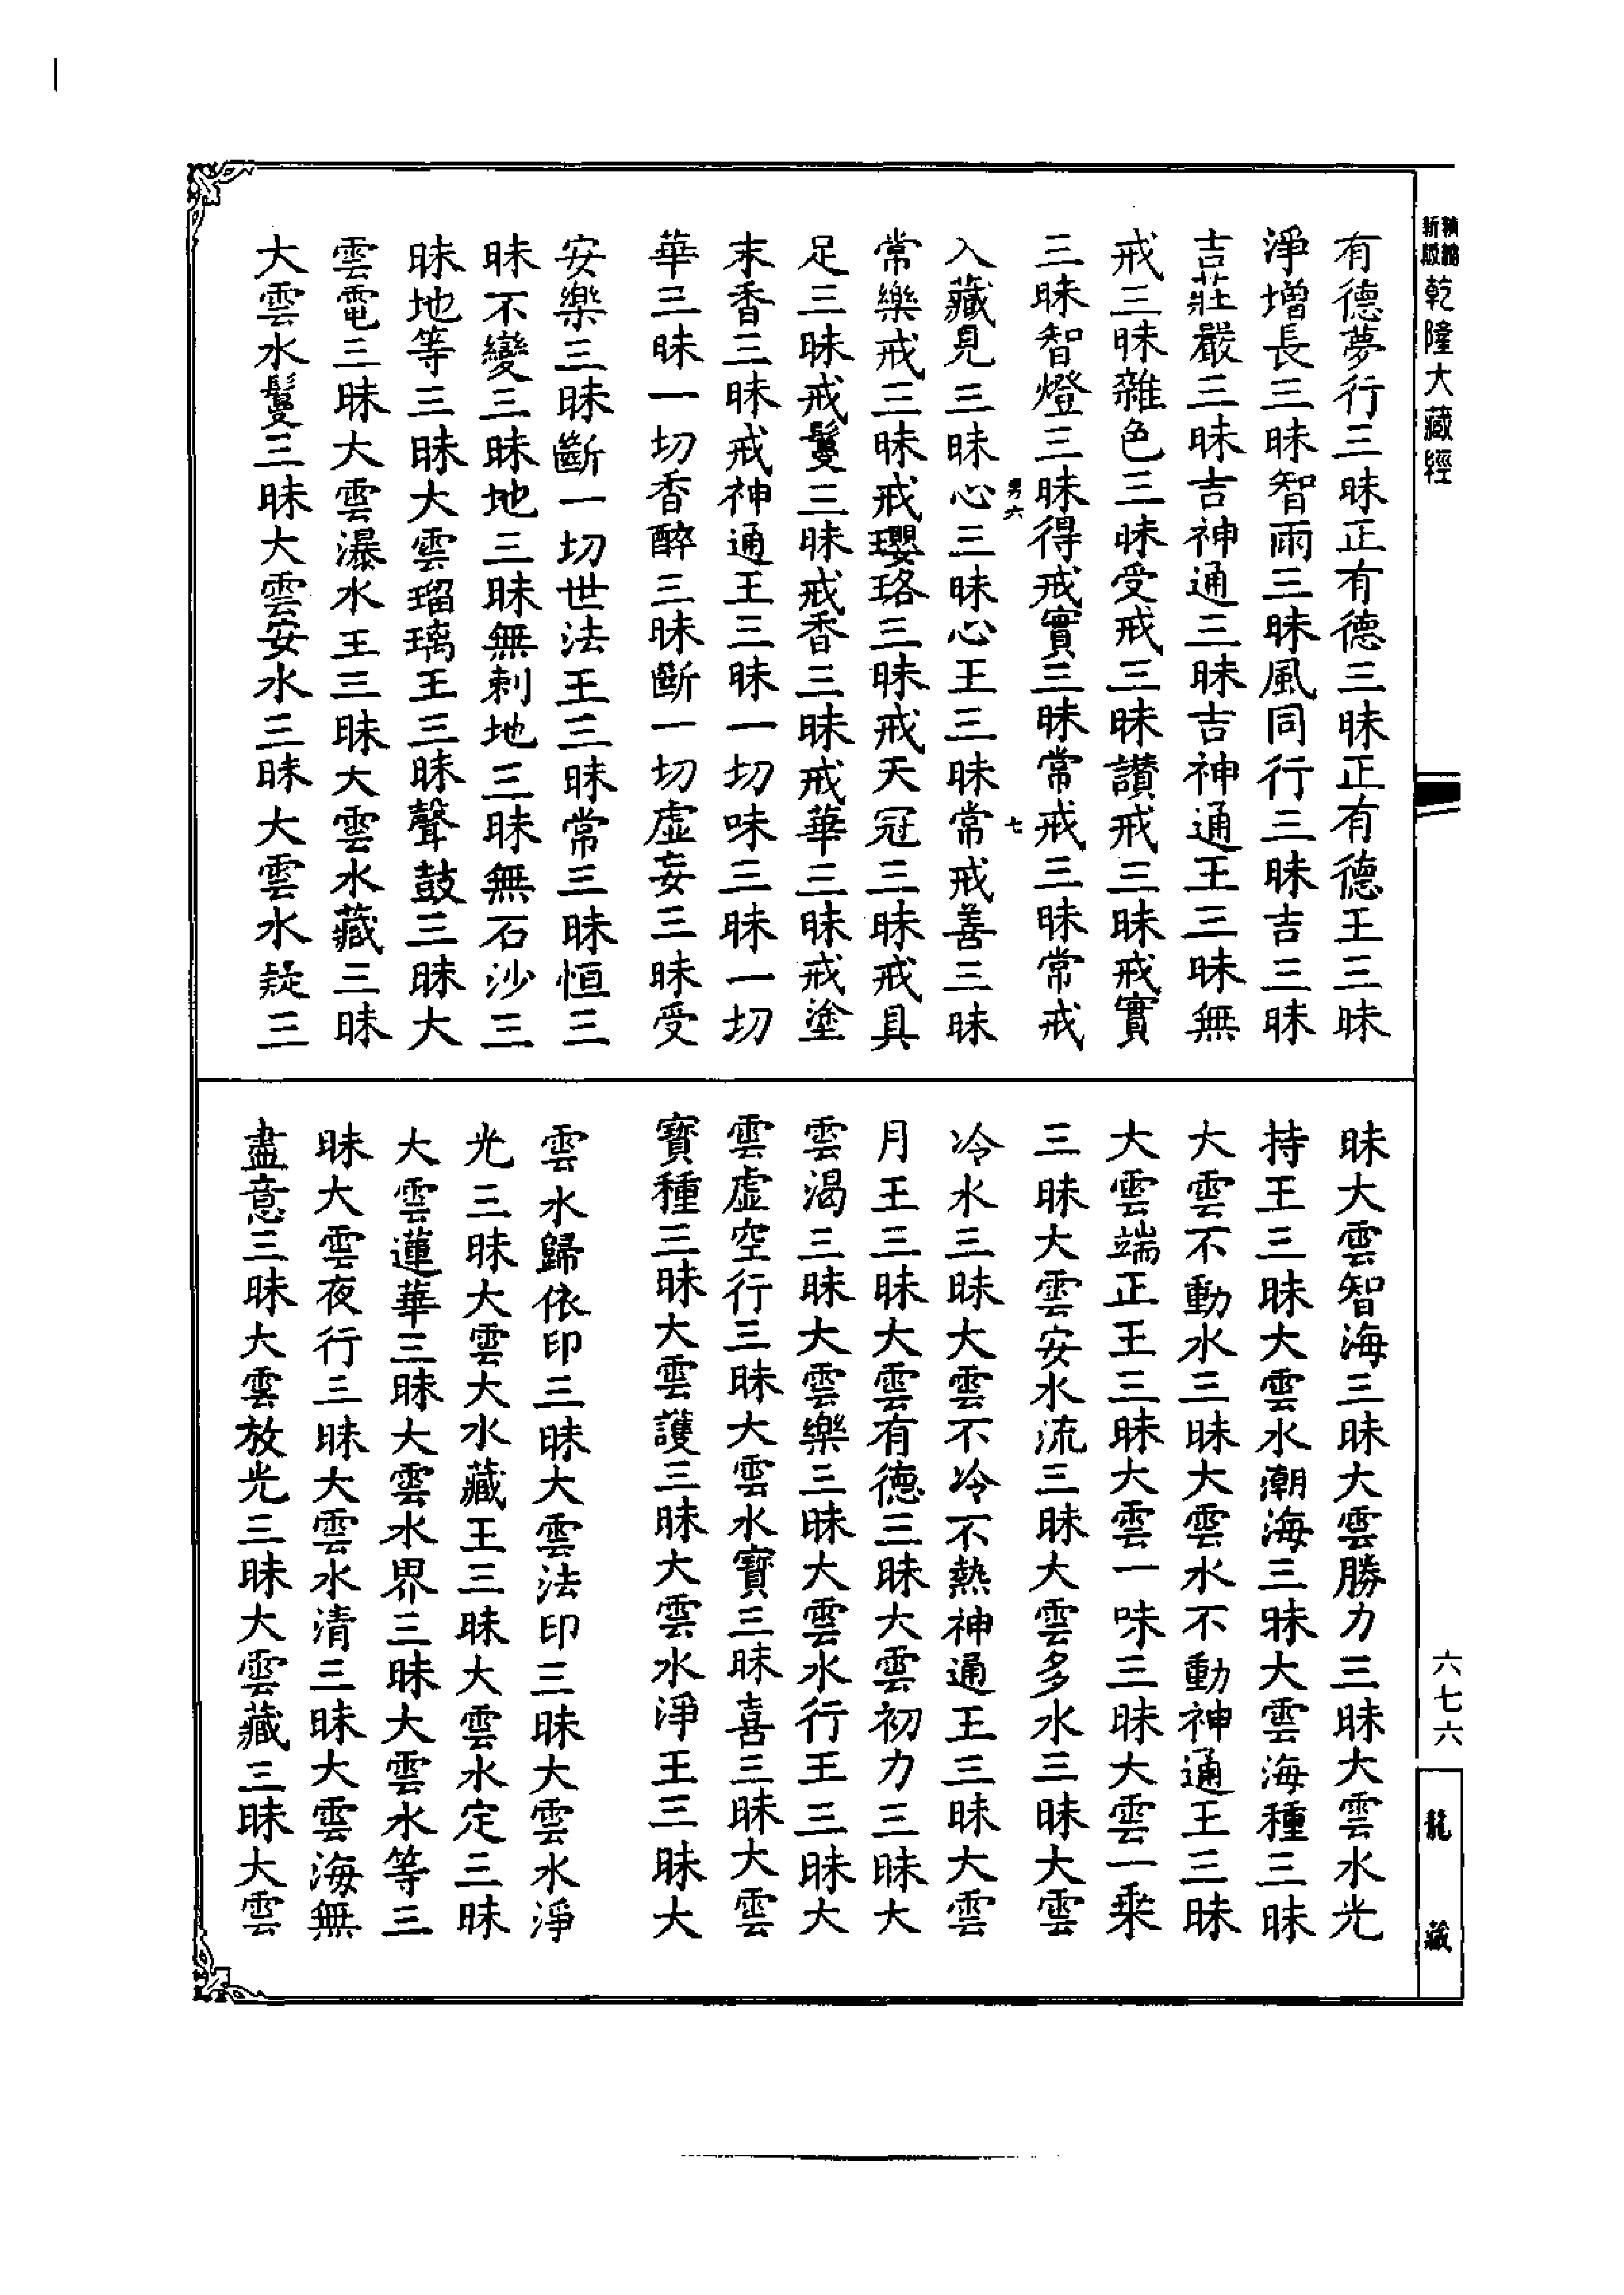 新縮
版編
乾隆大藏經
有德夢行三昧正有德三昧正有德王三昧
淨增長三昧智雨三昧風同行三昧吉三昧
吉莊嚴三昧吉神通三昧吉神通王三昧無
戒三昧雜色三昧受戒三昧讚戒三昧戒實
三昧智燈三昧得戒實三昧常戒三昧常戒
男六 七
入藏見三昧心三昧心王三昧常戒善三昧
常樂戒三昧戒瓔珞三昧戒天冠三昧戒具
足三昧戒鬘三昧戒香三昧戒華三昧戒塗
末香三昧戒神通王三昧一切味三昧一切
華三昧一切香醉三昧斷一切虛妄三昧受
安樂三昧斷一切世法王三昧常三昧恒三
昧不變三昧地三昧無刺地三昧無石沙三
昧地等三昧大雲瑠璃王三昧聲鼓三昧大
雲電三昧大雲瀑水王三昧大雲水藏三昧
大雲水鬘三昧大雲安水三昧大雲水疑三
昧大雲智海三昧大雲勝力三昧大雲水光
持王三昧大雲水潮海三昧大雲海種三昧
大雲不動水三昧大雲水不動神通王三昧
大雲端正王三昧大雲一味三昧大雲一乘
三昧大雲安水流三昧大雲多水三昧大雲
冷水三昧大雲不冷不熱神通王三昧大雲
月王三昧大雲有德三昧大雲初力三昧大
雲渴三昧大雲樂三昧大雲水行王三昧大
雲虛空行三昧大雲水寶三昧喜三昧大雲
寶種三昧大雲護三昧大雲水淨王三昧大
雲水歸依印三昧大雲法印三昧大雲水淨
光三昧大雲大水藏王三昧大雲水定三昧
大雲蓮華三昧大雲水界三昧大雲水等三
昧大雲夜行三昧大雲水清三昧大雲海無
盡意三昧大雲放光三昧大雲藏三昧大雲
六七六
龍藏